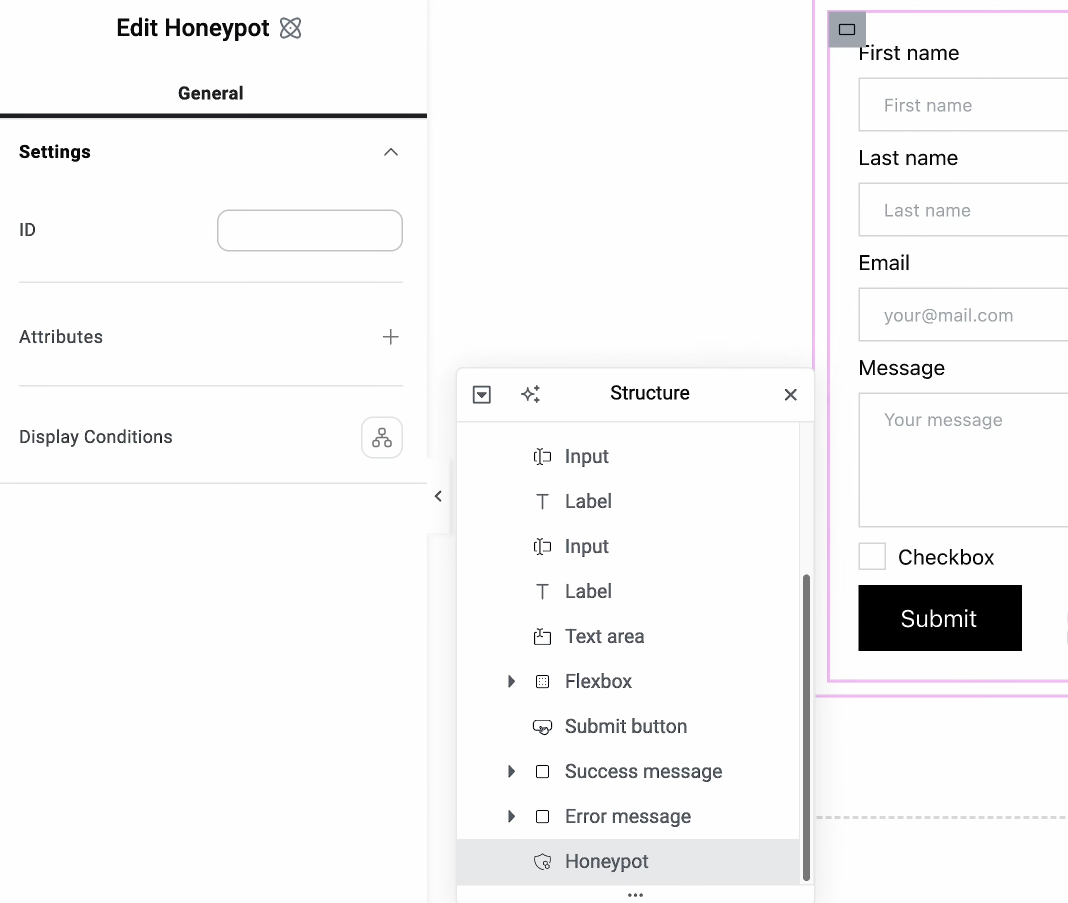 Edit Honeypot
General
Settings
ID
Attributes
Display Conditions
Structure
Input
Label
Input
Label
Text area
Flexbox
Submit button
Success message
Error message
Honeypot
First name
First name
Last name
Last name
Email
your@mail.com
Message
Your message
Checkbox
Submit